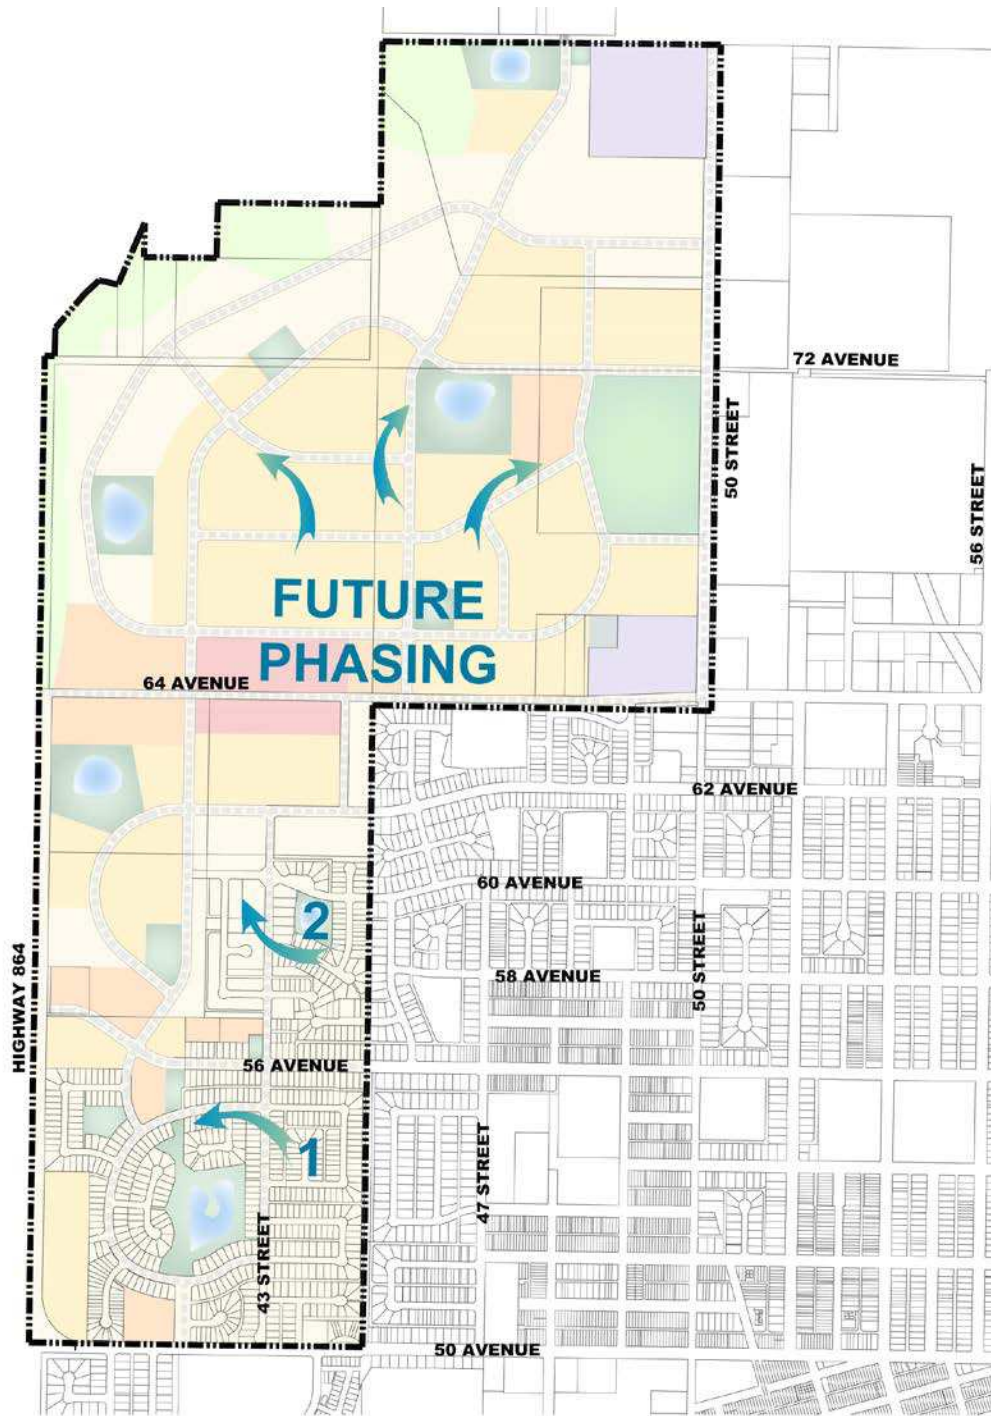 72 AVENUE
50 STREET
56 STREET
FUTURE
PHASING
64 AVENUE
62 AVENUE
60 AVENUE
2
50 STREET
58 AVENUE
HIGHWAY 864
56 AVENUE
1
47 STREET
43 STREET
50 AVENUE